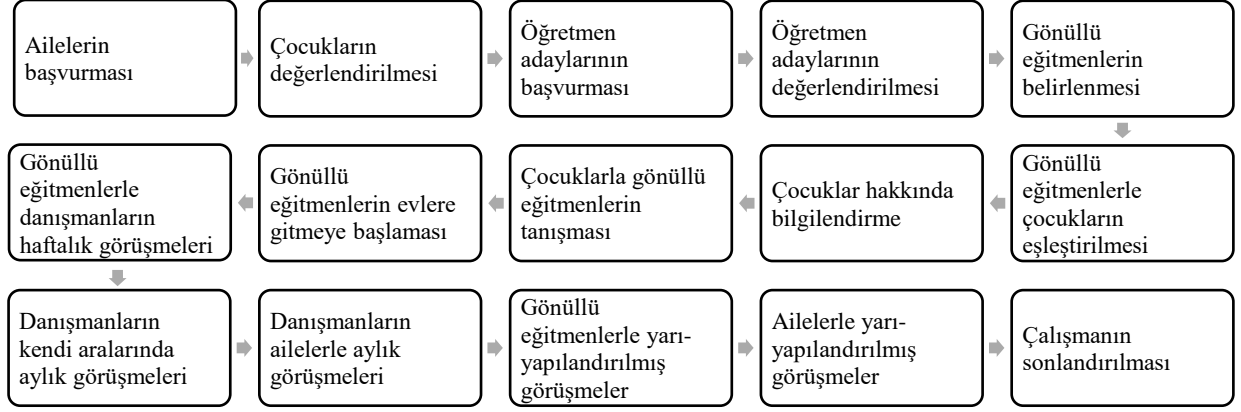 Ailelerin
başvurması
Çocukların
değerlendirilmesi
Öğretmen
adaylarının
başvurması
Öğretmen
adaylarının
değerlendirilmesi
Gönüllü
eğitmenlerin
belirlenmesi
Gönüllü
eğitmenlerle
çocukların
eşleştirilmesi
Çocuklar hakkında
bilgilendirme
Çocuklarla gönüllü
eğitmenlerin
tanışması
Gönüllü
eğitmenlerin evlere
gitmeye başlaması
Gönüllü
eğitmenlerle
danışmanların
haftalık görüşmeleri
Danışmanların
kendi aralarında
aylık görüşmeleri
Danışmanların
ailelerle aylık
görüşmeleri
Gönüllü
eğitmenlerle yarı-
yapılandırılmış
görüşmeler
Ailelerle yarı-
yapılandırılmış
görüşmeler
Çalışmanın
sonlandırılması